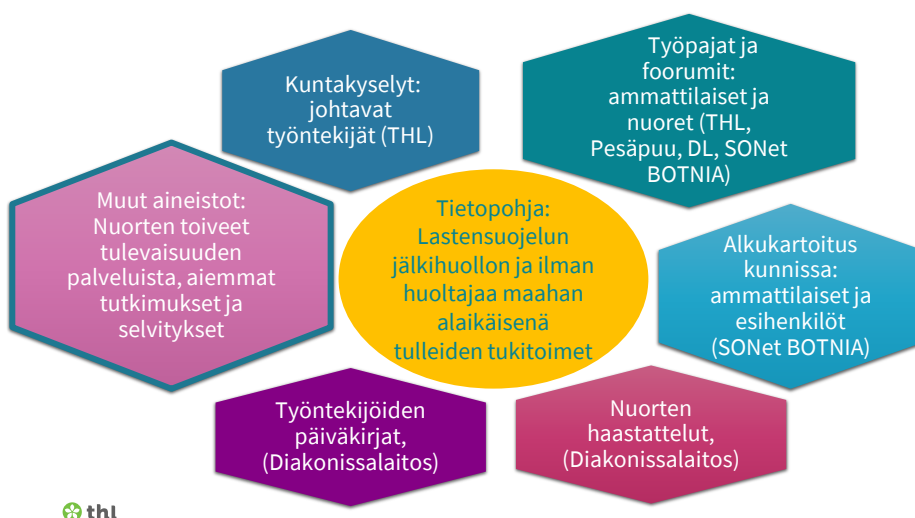 Kuntakyselyt:
johtavat
työntekijät (THL)
Työpajat ja
foorumit:
ammattilaiset ja
nuoret (THL,
Pesäpuu, DL, SONet
BOTNIA)
Muut aineistot:
Nuorten toiveet
tulevaisuuden
palveluista, aiemmat
tutkimukset ja
selvitykset
Tietopohja:
Lastensuojelun
jälkihuollon ja ilman
huoltajaa maahan
alaikäisenä
tulleiden tukitoimet
Alkukartoitus
kunnissa:
ammattilaiset ja
esihenkilöt
(SONet BOTNIA)
Työntekijöiden
päiväkirjat,
(Diakonissalaitos)
Nuorten
haastattelut,
(Diakonissalaitos)
thl